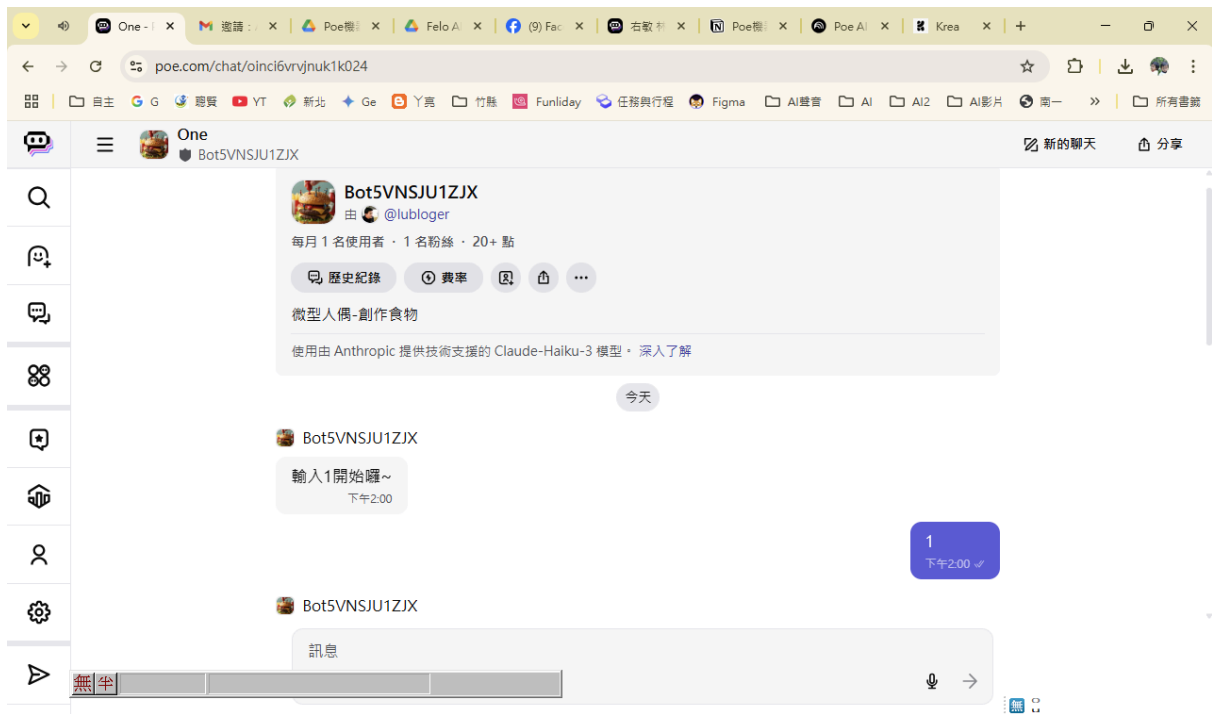 One -
邀請：
Poe機
Felo A
(9) Fac
右敏
Poe機
Poe AI
Krea
poe.com/chat/oinci6vrvjnuk1k024
自主
G
聰賢
YT
新北
Ge
丫亮
竹縣
Funliday
任務與行程
Figma
AI聲音
AI
AI2
AI影片
南一
所有書籤
One
Bot5VNSJU1ZJX
新的聊天
分享
Bot5VNSJU1ZJX
由 @lubloger
每月 1 名使用者 · 1 名粉絲 · 20+ 點
歷史紀錄
費率
微型人偶-創作食物
使用由 Anthropic 提供技術支援的 Claude-Haiku-3 模型。 深入了解
今天
Bot5VNSJU1ZJX
輸入1開始囉~
下午2:00
1
下午2:00
Bot5VNSJU1ZJX
訊息
無 半
無